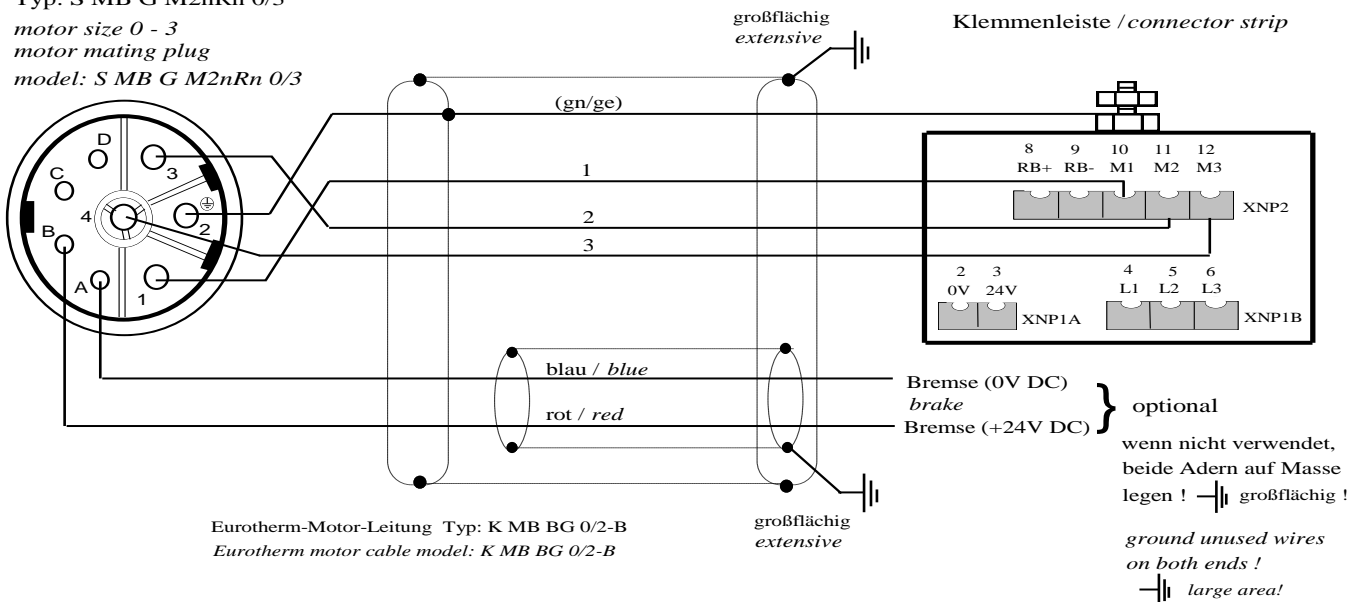 Typ: S MB G M2nRn 0/3
motor size 0 - 3
motor mating plug
model: S MB G M2nRn 0/3
großflächig
extensive
Klemmenleiste / connector strip
(gn/ge)
D
C
B
A
4
3
2
1
1
2
3
8 9 10 11 12
RB+ RB- M1 M2 M3
XNP2
2 3
0V 24V
XNP1A
4 5 6
L1 L2 L3
XNP1B
blau / blue
rot / red
Bremse (0V DC)
brake
Bremse (+24V DC)
} optional
wenn nicht verwendet,
beide Adern auf Masse
legen ! großflächig !
ground unused wires
on both ends !
large area!
großflächig
extensive
Eurotherm-Motor-Leitung Typ: K MB BG 0/2-B
Eurotherm motor cable model: K MB BG 0/2-B